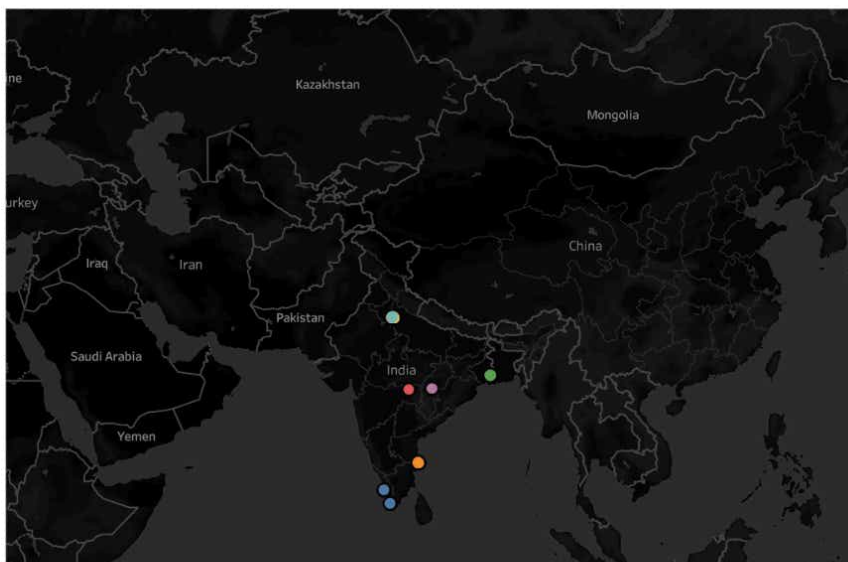 Kazakhstan
ine
Mongolia
urkey
China
Iraq
Iran
Pakistan
Saudi Arabia
India
Yemen